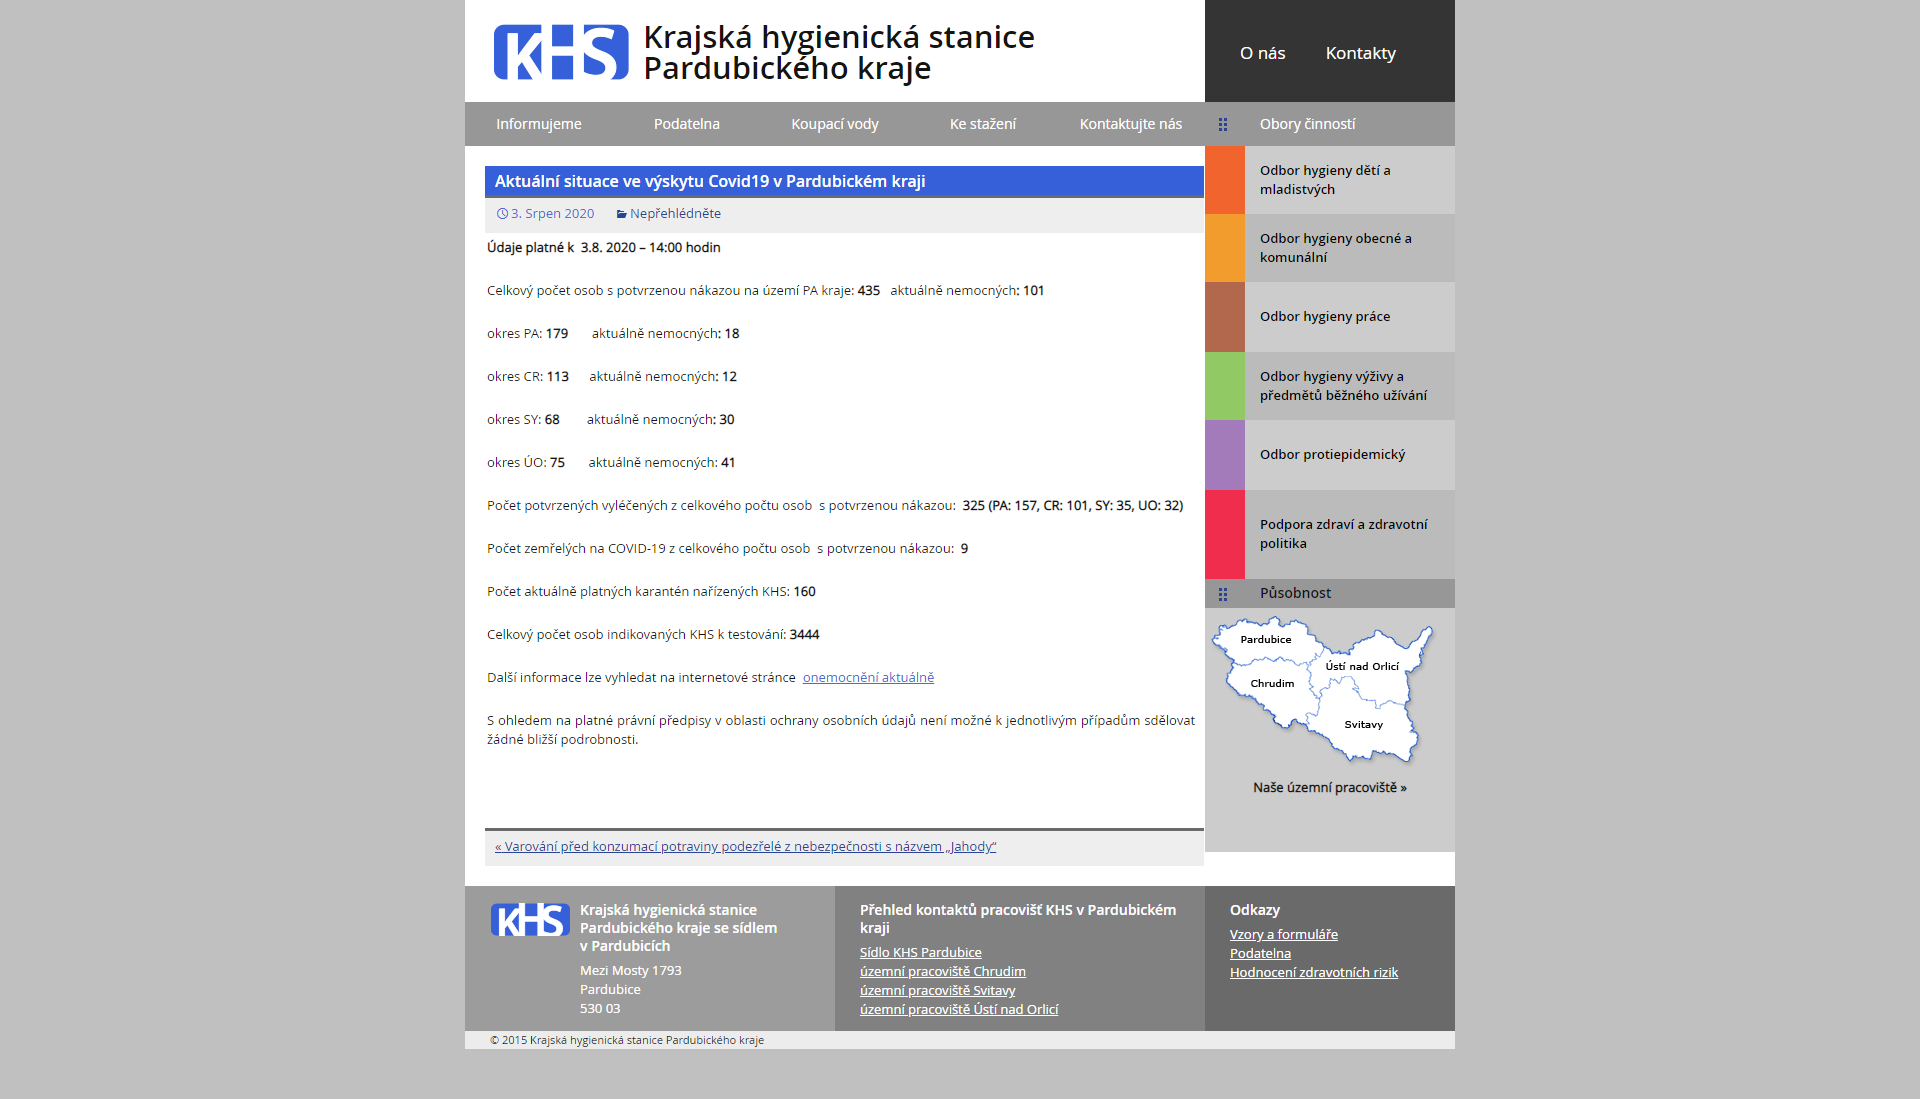 KHS Krajská hygienická stanice
Pardubického kraje
O nás Kontakty
Informujeme Podatelna Koupací vody Ke stažení Kontaktujte nás
Aktuální situace ve výskytu Covid19 v Pardubickém kraji
3. Srpen 2020 Nepřehlédněte
Údaje platné k 3.8. 2020 – 14:00 hodin
Celkový počet osob s potvrzenou nákazou na území PA kraje: 435 aktuálně nemocných: 101
okres PA: 179 aktuálně nemocných: 18
okres CR: 113 aktuálně nemocných: 12
okres SY: 68 aktuálně nemocných: 30
okres ÚO: 75 aktuálně nemocných: 41
Počet potvrzených vyléčených z celkového počtu osob s potvrzenou nákazou: 325 (PA: 157, CR: 101, SY: 35, UO: 32)
Počet zemřelých na COVID-19 z celkového počtu osob s potvrzenou nákazou: 9
Počet aktuálně platných karantén nařízených KHS: 160
Celkový počet osob indikovaných KHS k testování: 3444
Další informace lze vyhledat na internetové stránce onemocnění aktuálně
S ohledem na platné právní předpisy v oblasti ochrany osobních údajů není možné k jednotlivým případům sdělovat
žádné bližší podrobnosti.
« Varování před konzumací potraviny podezřelé z nebezpečnosti s názvem „Jahody“
Obory činností
Odbor hygieny dětí a
mladistvých
Odbor hygieny obecné a
komunální
Odbor hygieny práce
Odbor hygieny výživy a
předmětů běžného užívání
Odbor protiepidemický
Podpora zdraví a zdravotní
politika
Působnost
Pardubice
Ústí nad Orlicí
Chrudim
Svitavy
Naše územní pracoviště »
KHS Krajská hygienická stanice
Pardubického kraje se sídlem
v Pardubicích
Mezi Mosty 1793
Pardubice
530 03
Přehled kontaktů pracovišť KHS v Pardubickém
kraji
Sídlo KHS Pardubice
územní pracoviště Chrudim
územní pracoviště Svitavy
územní pracoviště Ústí nad Orlicí
Odkazy
Vzory a formuláře
Podatelna
Hodnocení zdravotních rizik
© 2015 Krajská hygienická stanice Pardubického kraje